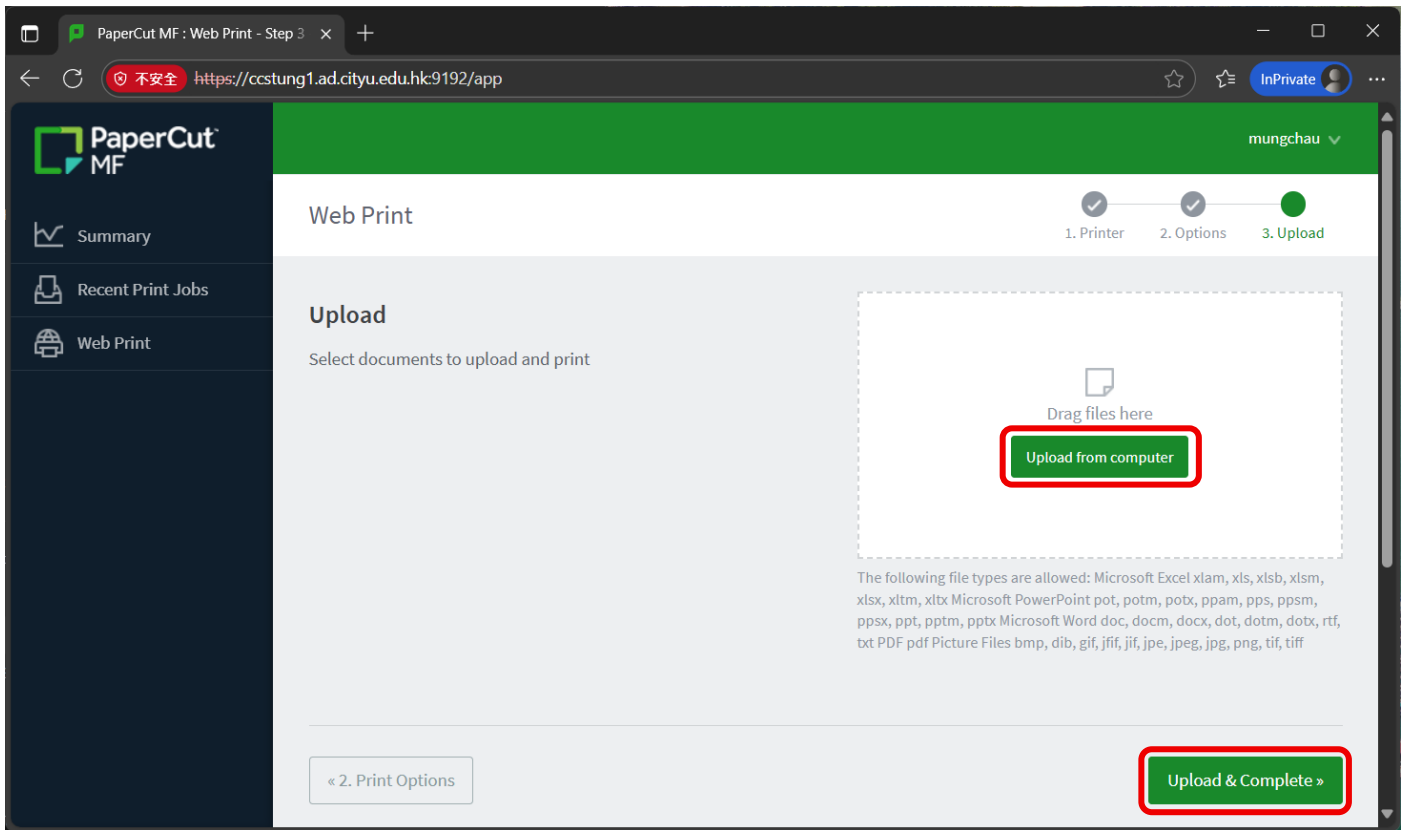 PaperCut MF : Web Print - Step 3
不安全 https://ccstung1.ad.cityu.edu.hk:9192/app
InPrivate
PaperCut
MF
mungchau
Summary
Recent Print Jobs
Web Print
Web Print
1. Printer
2. Options
3. Upload
Upload
Select documents to upload and print
Drag files here
Upload from computer
The following file types are allowed: Microsoft Excel xlam, xls, xlsb, xlsm,
xlsx, xltm, xltx Microsoft PowerPoint pot, potm, potx, ppam, pps, ppsm,
ppsx, ppt, pptm, pptx Microsoft Word doc, docm, docx, dot, dotm, dotx, rtf,
txt PDF pdf Picture Files bmp, dib, gif, jfif, jif, jpe, jpeg, jpg, png, tif, tiff
« 2. Print Options
Upload & Complete »